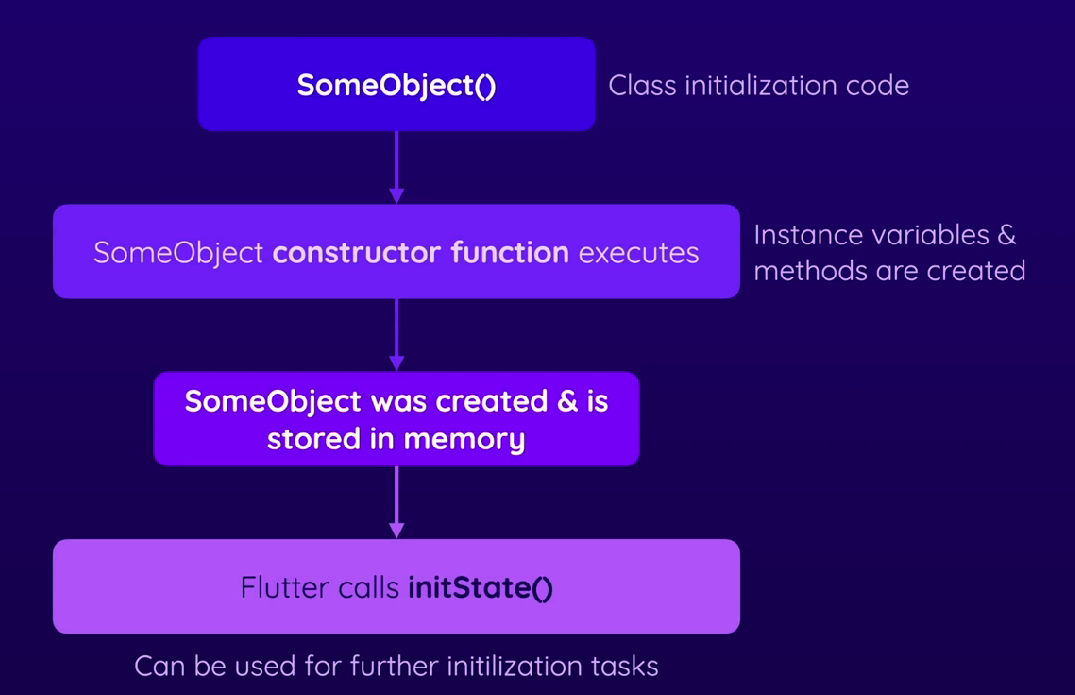 SomeObject()
Class initialization code
SomeObject constructor function executes
Instance variables &
methods are created
SomeObject was created & is
stored in memory
Flutter calls initState()
Can be used for further initilization tasks